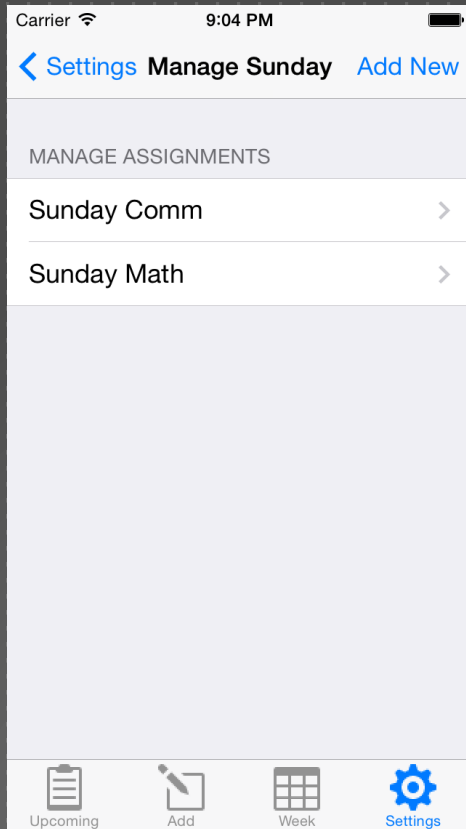 Carrier 9:04 PM
Settings Manage Sunday Add New
MANAGE ASSIGNMENTS
Sunday Comm
Sunday Math
Upcoming Add Week Settings